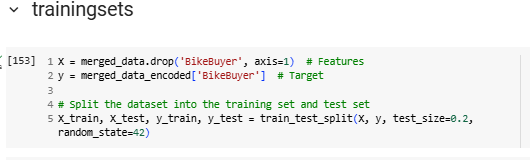 trainingsets
[153] 1 X = merged_data.drop('BikeBuyer', axis=1)  # Features
2 y = merged_data_encoded['BikeBuyer']  # Target
3
4 # Split the dataset into the training set and test set
5 X_train, X_test, y_train, y_test = train_test_split(X, y, test_size=0.2,
random_state=42)